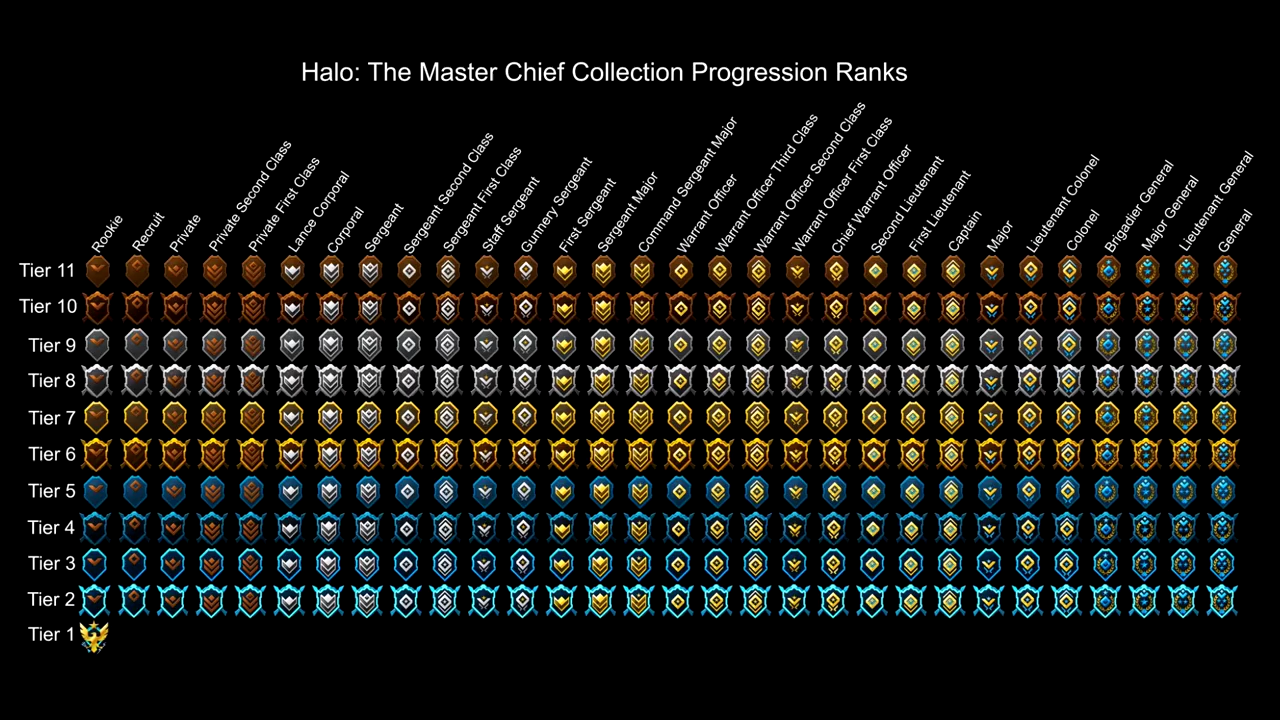 Halo: The Master Chief Collection Progression Ranks
Rookie
Recruit
Private
Private Second Class
Private First Class
Lance Corporal
Corporal
Sergeant
Sergeant Second Class
Sergeant First Class
Staff Sergeant
Gunnery Sergeant
First Sergeant
Sergeant Major
Command Sergeant Major
Warrant Officer
Warrant Officer Third Class
Warrant Officer Second Class
Warrant Officer First Class
Chief Warrant Officer
Second Lieutenant
First Lieutenant
Captain
Major
Lieutenant Colonel
Colonel
Brigadier General
Major General
Lieutenant General
General
Tier 11
Tier 10
Tier 9
Tier 8
Tier 7
Tier 6
Tier 5
Tier 4
Tier 3
Tier 2
Tier 1